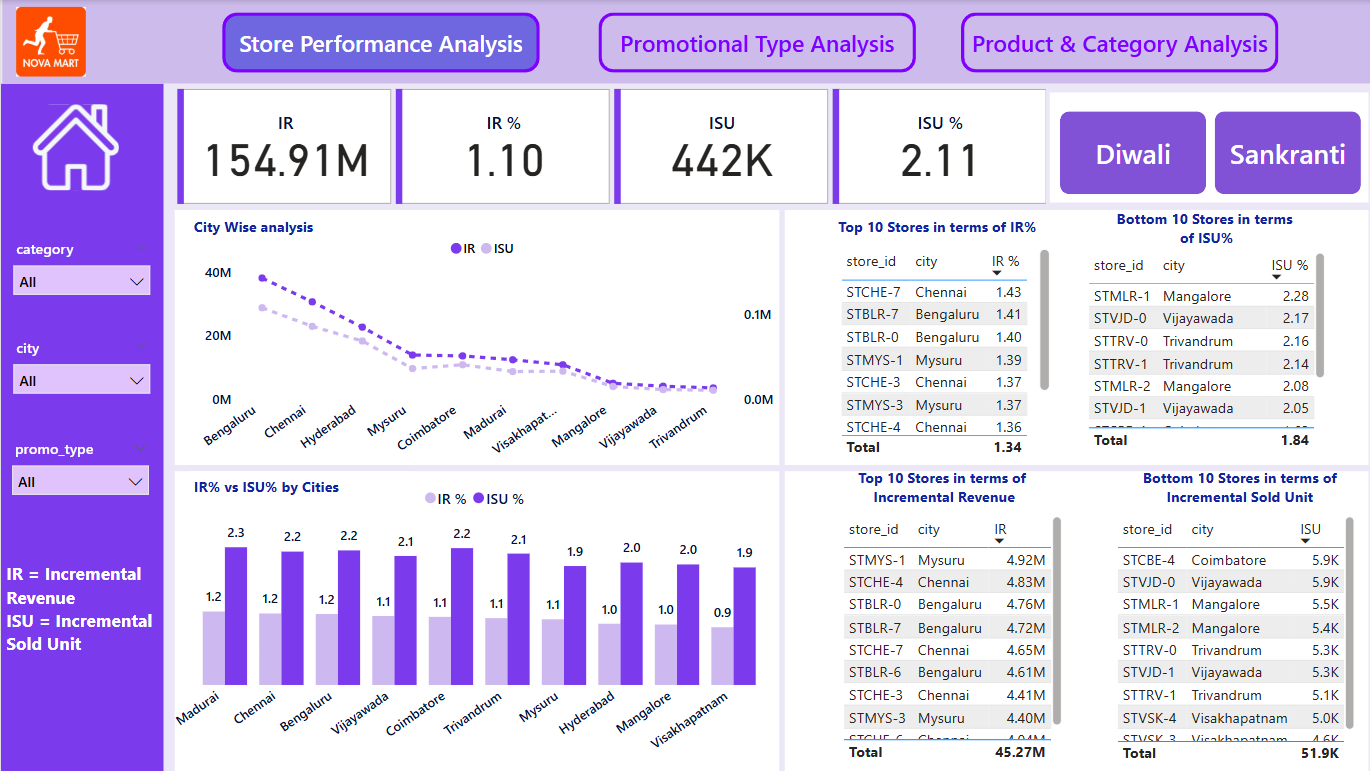 NOVA MART
Store Performance Analysis
Promotional Type Analysis
Product & Category Analysis
IR
154.91M
IR %
1.10
ISU
442K
ISU %
2.11
Diwali
Sankranti
category
All
city
All
promo_type
All
IR = Incremental
Revenue
ISU = Incremental
Sold Unit
City Wise analysis
IR ISU
40M
20M
0M
0.1M
0.0M
Bengaluru
Chennai
Hyderabad
Mysuru
Coimbatore
Madurai
Visakhapat...
Mangalore
Vijayawada
Trivandrum
Top 10 Stores in terms of IR%
store_id city IR %
STCHE-7 Chennai 1.43
STBLR-7 Bengaluru 1.41
STBLR-0 Bengaluru 1.40
STMYS-1 Mysuru 1.39
STCHE-3 Chennai 1.37
STMYS-3 Mysuru 1.37
STCHE-4 Chennai 1.36
Total 1.34
Bottom 10 Stores in terms
of ISU%
store_id city ISU %
STMLR-1 Mangalore 2.28
STVJD-0 Vijayawada 2.17
STTRV-0 Trivandrum 2.16
STTRV-1 Trivandrum 2.14
STMLR-2 Mangalore 2.08
STVJD-1 Vijayawada 2.05
Total 1.84
IR% vs ISU% by Cities
IR % ISU %
2.3
2.2
2.2
2.1
2.2
2.1
1.9
2.0
2.0
1.9
1.2
1.2
1.2
1.1
1.1
1.1
1.1
1.0
1.0
0.9
Madurai
Chennai
Bengaluru
Vijayawada
Coimbatore
Trivandrum
Mysuru
Hyderabad
Mangalore
Visakhapatnam
Top 10 Stores in terms of
Incremental Revenue
store_id city IR
STMYS-1 Mysuru 4.92M
STCHE-4 Chennai 4.83M
STBLR-0 Bengaluru 4.76M
STBLR-7 Bengaluru 4.72M
STCHE-7 Chennai 4.65M
STBLR-6 Bengaluru 4.61M
STCHE-3 Chennai 4.41M
STMYS-3 Mysuru 4.40M
STCHE-6 Chennai 4.04M
Total 45.27M
Bottom 10 Stores in terms of
Incremental Sold Unit
store_id city ISU
STCBE-4 Coimbatore 5.9K
STVJD-0 Vijayawada 5.9K
STMLR-1 Mangalore 5.5K
STMLR-2 Mangalore 5.4K
STTRV-0 Trivandrum 5.3K
STVJD-1 Vijayawada 5.3K
STTRV-1 Trivandrum 5.1K
STVSK-4 Visakhapatnam 5.0K
STVSK-3 Visakhapatnam 4.6K
Total 51.9K